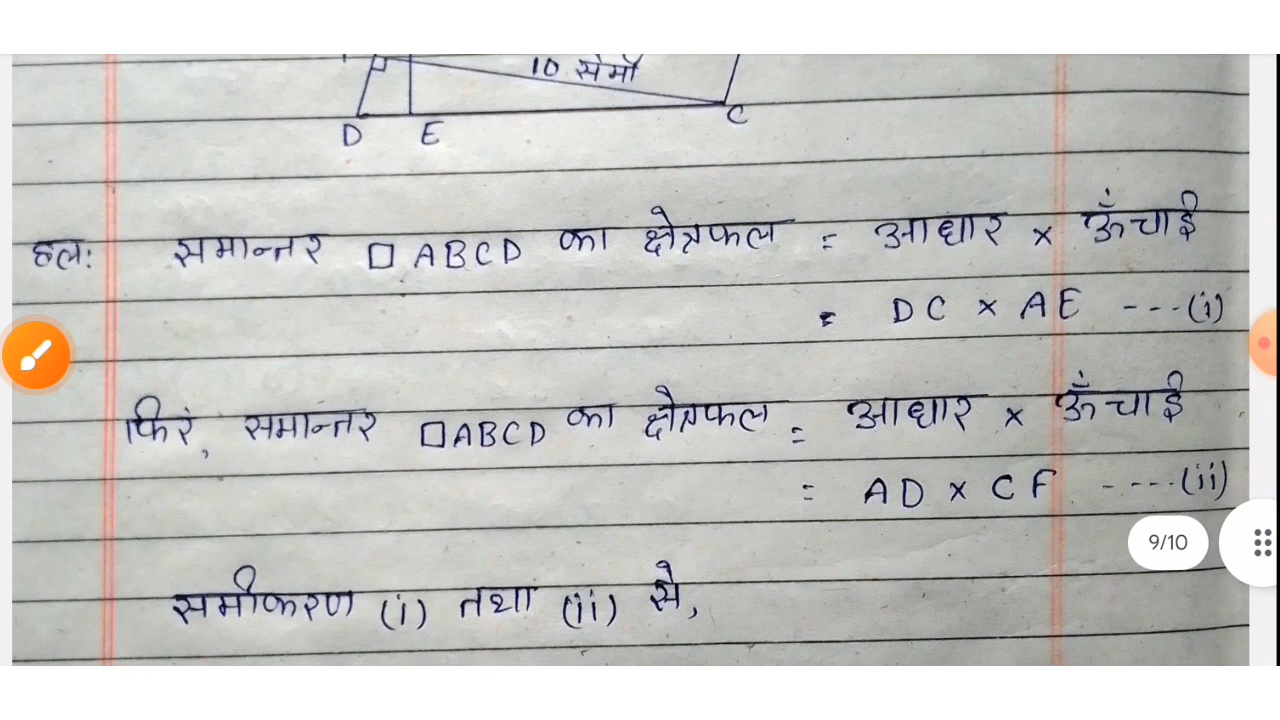 10 सेमी
D E C
हल: समान्तर □ABCD का क्षेत्रफल = आधार × ऊँचाई
= DC × AE ---(i)
फिर, समान्तर □ABCD का क्षेत्रफल = आधार × ऊँचाई
= AD × CF ----(ii)
9/10
समीकरण (i) तथा (ii) से,